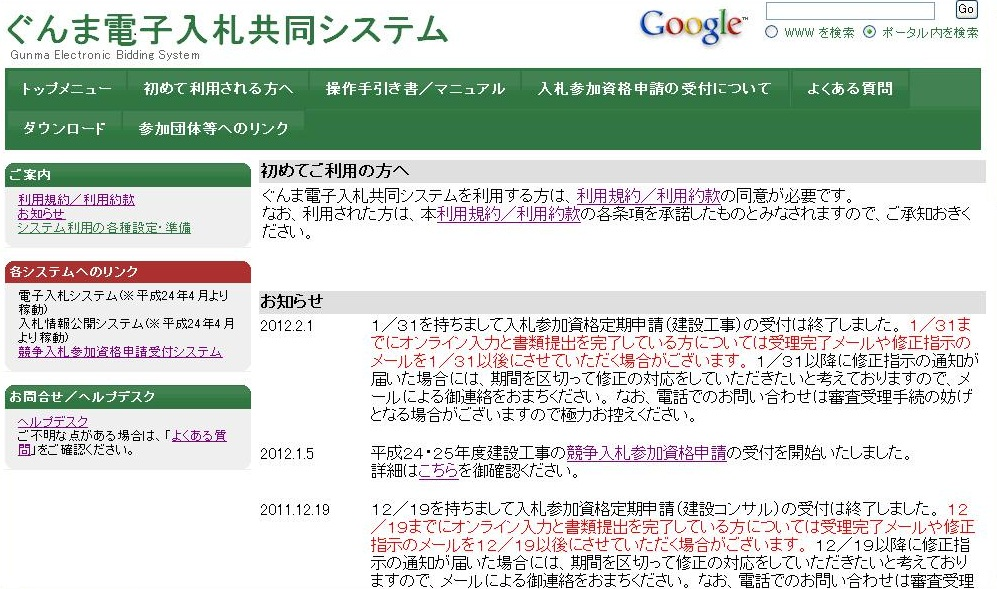 ぐんま電子入札共同システム
Gunma Electronic Bidding System
Google™
Go
WWW を検索 ポータル内を検索
トップメニュー 初めて利用される方へ 操作手引き書／マニュアル 入札参加資格申請の受付について よくある質問
ダウンロード 参加団体等へのリンク
ご案内
利用規約／利用約款
お知らせ
システム利用の各種設定・準備
各システムへのリンク
電子入札システム(※平成24年4月より
稼動)
入札情報公開システム(※平成24年4月
より稼動)
競争入札参加資格申請受付システム
お問合せ／ヘルプデスク
ヘルプデスク
ご不明な点がある場合は、「よくある質
問」をご確認ください。
初めてご利用の方へ
ぐんま電子入札共同システムを利用する方は、利用規約／利用約款の同意が必要です。
なお、利用された方は、本利用規約／利用約款の各条項を承諾したものとみなされますので、ご承知おきく
ださい。
お知らせ
2012.2.1 １／３１を持ちまして入札参加資格定期申請（建設工事）の受付は終了しました。１／３１ま
でにオンライン入力と書類提出を完了している方については受理完了メールや修正指示の
メールを１／３１以後にさせていただく場合がございます。１／３１以降に修正指示の通知が
届いた場合には、期間を区切って修正の対応をしていただきたいと考えておりますので、メ
ールによる御連絡をおまちください。なお、電話でのお問い合わせは審査受理手続の妨げ
となる場合がございますので極力お控えください。
2012.1.5 平成２４・２５年度建設工事の競争入札参加資格申請の受付を開始いたしました。
詳細はこちらを御確認ください。
2011.12.19 １２／１９を持ちまして入札参加資格定期申請（建設コンサル）の受付は終了しました。１２
／１９までにオンライン入力と書類提出を完了している方については受理完了メールや修正
指示のメールを１２／１９以後にさせていただく場合がございます。１２／１９以降に修正指
示の通知が届いた場合には、期間を区切って修正の対応をしていただきたいと考えており
ますので、メールによる御連絡をおまちください。なお、電話でのお問い合わせは審査受理